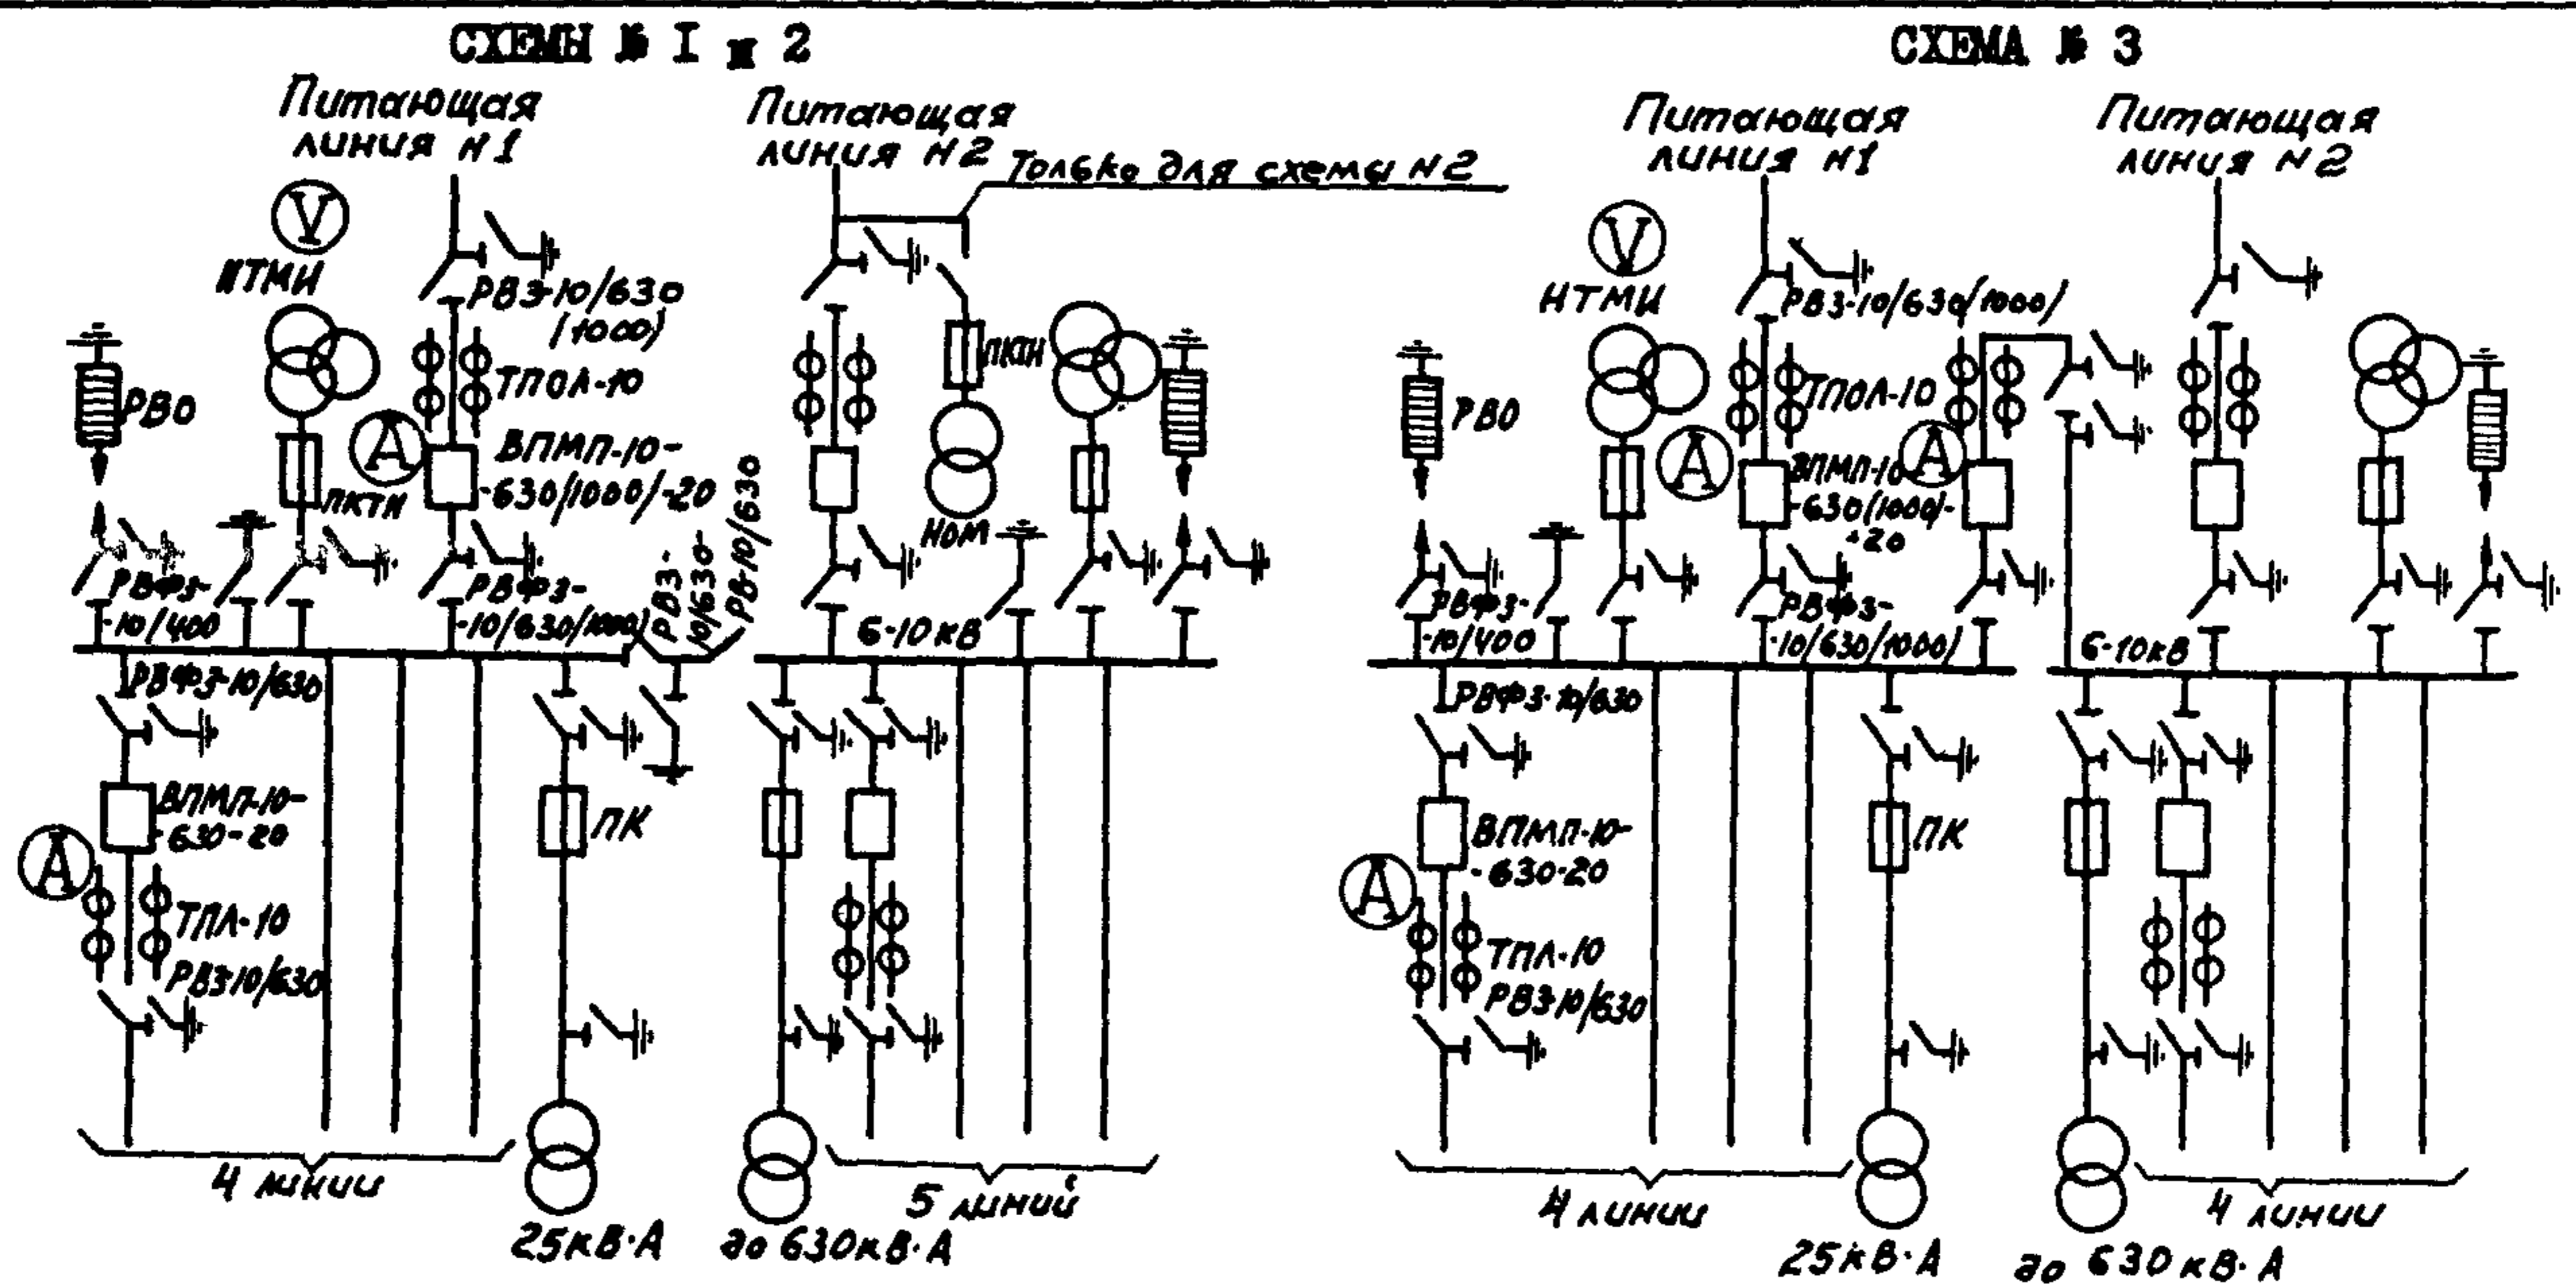 СХЕМЫ № I и 2
Питающая
линия N1
Питающая
линия N2
Только для схемы N2
V
НТМИ
РВЗ-10/630
(1000)
РВО
ТПОЛ-10
A
ВПМП-10-
-630/1000/-20
ПКТН
ПКТН
НОМ
РВФЗ-
-10/400
РВФЗ-
-10/630/1000/
РВЗ-
10/630-
РВ-10/630
6-10кВ
РВФЗ-10/630
ВПМП-10-
-630-20
A
ТПЛ-10
РВЗ-10/630
ПК
4 линии
25кВ·А
до 630кВ·А
5 линий
СХЕМА № 3
Питающая
линия N1
Питающая
линия N2
V
НТМИ
РВЗ-10/630/1000/
РВО
ТПОЛ-10
A
A
ВПМП-10
-630(1000)-
-20
РВФЗ-
-10/400
РВФЗ-
-10/630/1000/
6-10кВ
РВФЗ-10/630
ВПМП-10-
-630-20
A
ТПЛ-10
РВЗ-10/630
ПК
4 линии
25кВ·А
до 630кВ·А
4 линии